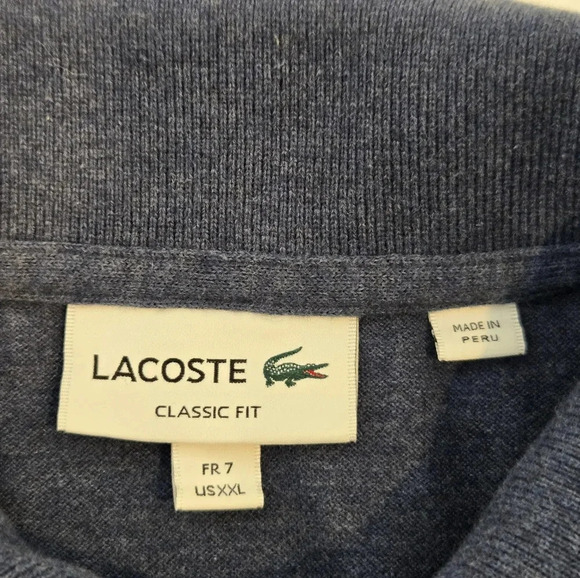 LACOSTE
CLASSIC FIT
FR 7
US XXL
MADE IN
PERU